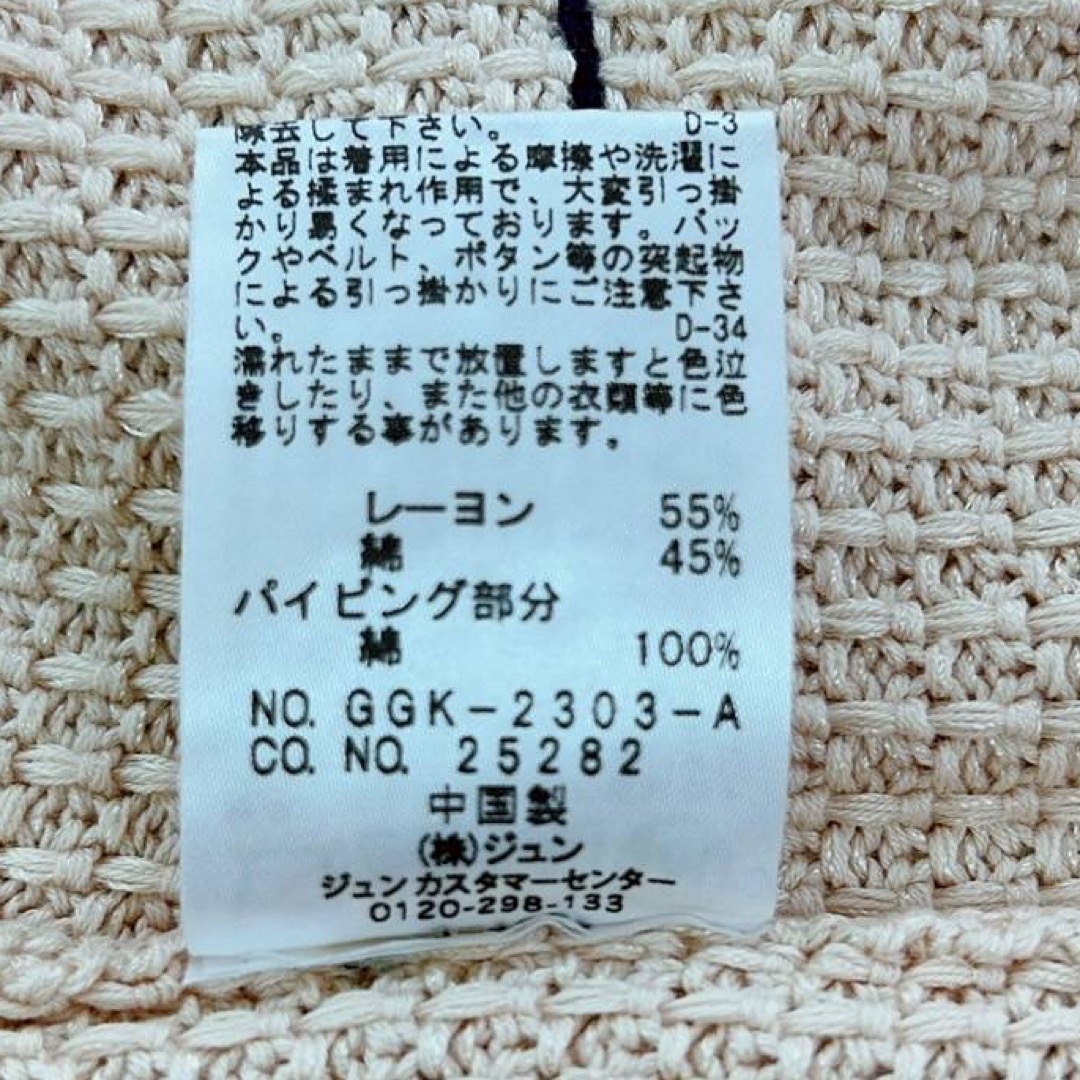 除去して下さい。 D-3
本品は着用による摩擦や洗濯に
よる揉まれ作用で、大変引っ掛
かり易くなっております。バッ
クやベルト、ボタン等の突起物
による引っ掛かりにご注意下さ
い。 D-34
濡れたままで放置しますと色泣
きしたり、また他の衣類等に色
移りする事があります。
レーヨン 55%
綿 45%
パイピング部分
綿 100%
NO. GGK-2303-A
CO. NO. 25282
中国製
(株)ジュン
ジュンカスタマーセンター
0120-298-133